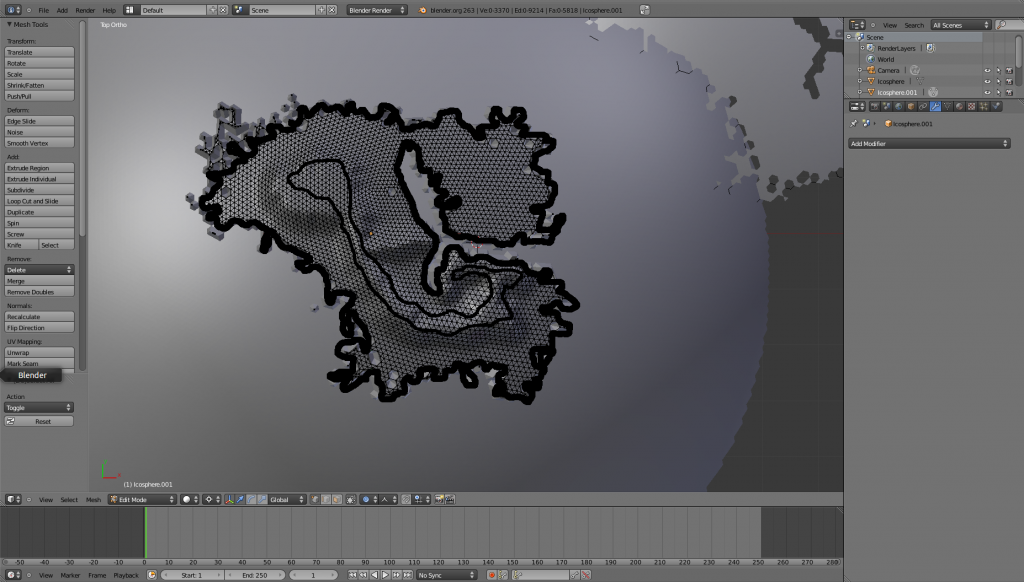 File Add Render Help Default Scene Blender Render blender.org 263 | Ve:0-3370 | Ed:0-9214 | Fa:0-5818 | Icosphere.001
Mesh Tools
Transform:
Translate
Rotate
Scale
Shrink/Fatten
Push/Pull
Deform:
Edge Slide
Noise
Smooth Vertex
Add:
Extrude Region
Extrude Individual
Subdivide
Loop Cut and Slide
Duplicate
Spin
Screw
Knife Select
Remove:
Delete
Merge
Remove Doubles
Normals:
Recalculate
Flip Direction
UV Mapping:
Unwrap
Mark Seam
Blender
Action
Toggle
Reset
Top Ortho
(1) Icosphere.001
View Search All Scenes
Scene
RenderLayers
World
Camera
Icosphere
Icosphere.001
Icosphere.001
Add Modifier
View Select Mesh Edit Mode Global
-50 -40 -30 -20 -10 0 10 20 30 40 50 60 70 80 90 100 110 120 130 140 150 160 170 180 190 200 210 220 230 240 250 260 270 280
View Marker Frame Playback Start: 1 End: 250 1 No Sync